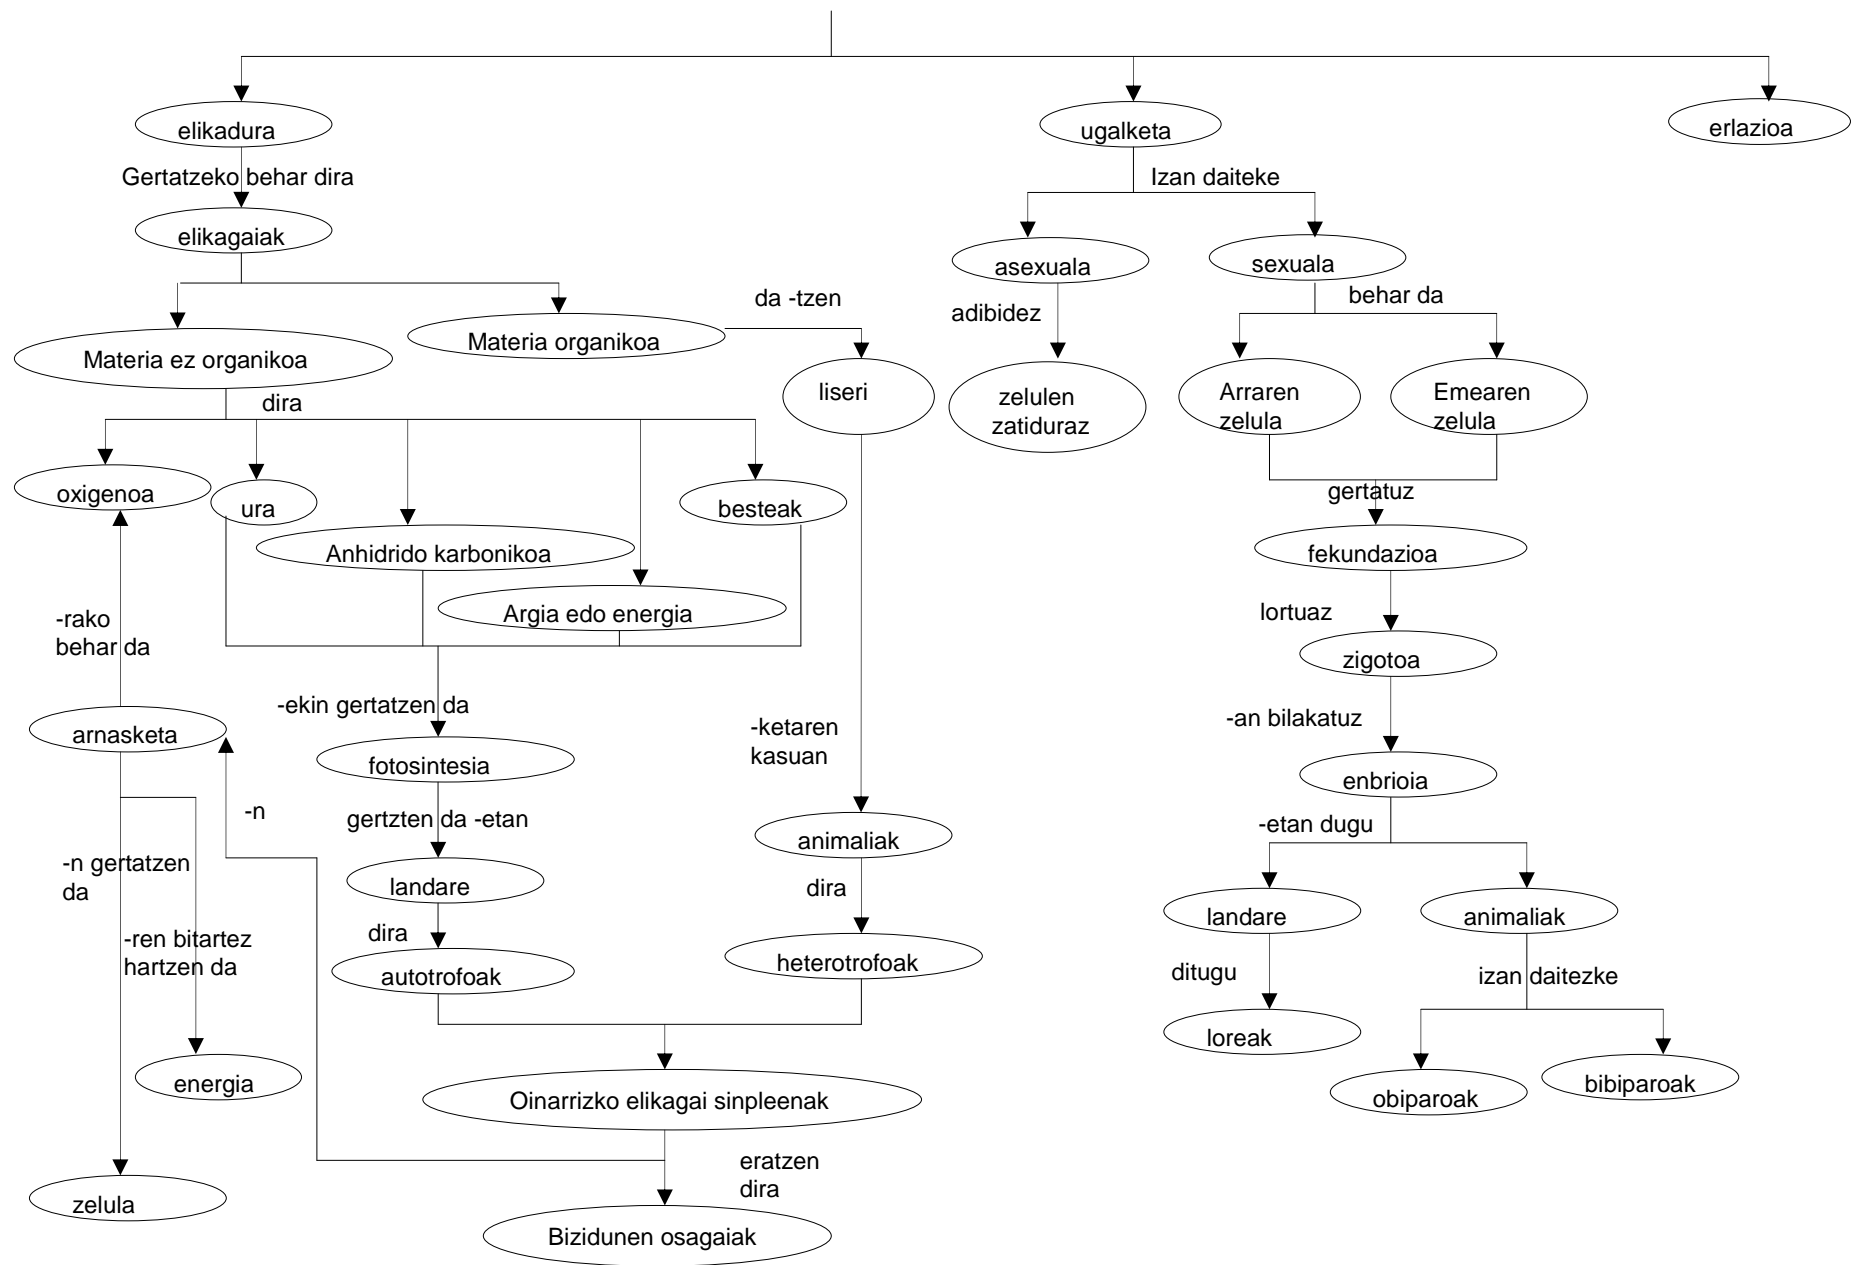 elikadura
ugalketa
erlazioa
Gertatzeko behar dira
Izan daiteke
elikagaiak
asexuala
sexuala
da -tzen
adibidez
behar da
Materia ez organikoa
Materia organikoa
dira
liseri
zelulen
zatiduraz
Arraren
zelula
Emearen
zelula
oxigenoa
ura
besteak
gertatuz
Anhidrido karbonikoa
fekundazioa
Argia edo energia
-rako
behar da
lortuaz
zigotoa
-ekin gertatzen da
-an bilakatuz
arnasketa
-ketaren
kasuan
fotosintesia
enbrioia
-n
gertzten da -etan
animaliak
-etan dugu
-n gertatzen
da
landare
dira
landare
animaliak
dira
-ren bitartez
hartzen da
autotrofoak
heterotrofoak
ditugu
izan daitezke
loreak
energia
Oinarrizko elikagai sinpleenak
obiparoak
bibiparoak
eratzen
dira
zelula
Bizidunen osagaiak